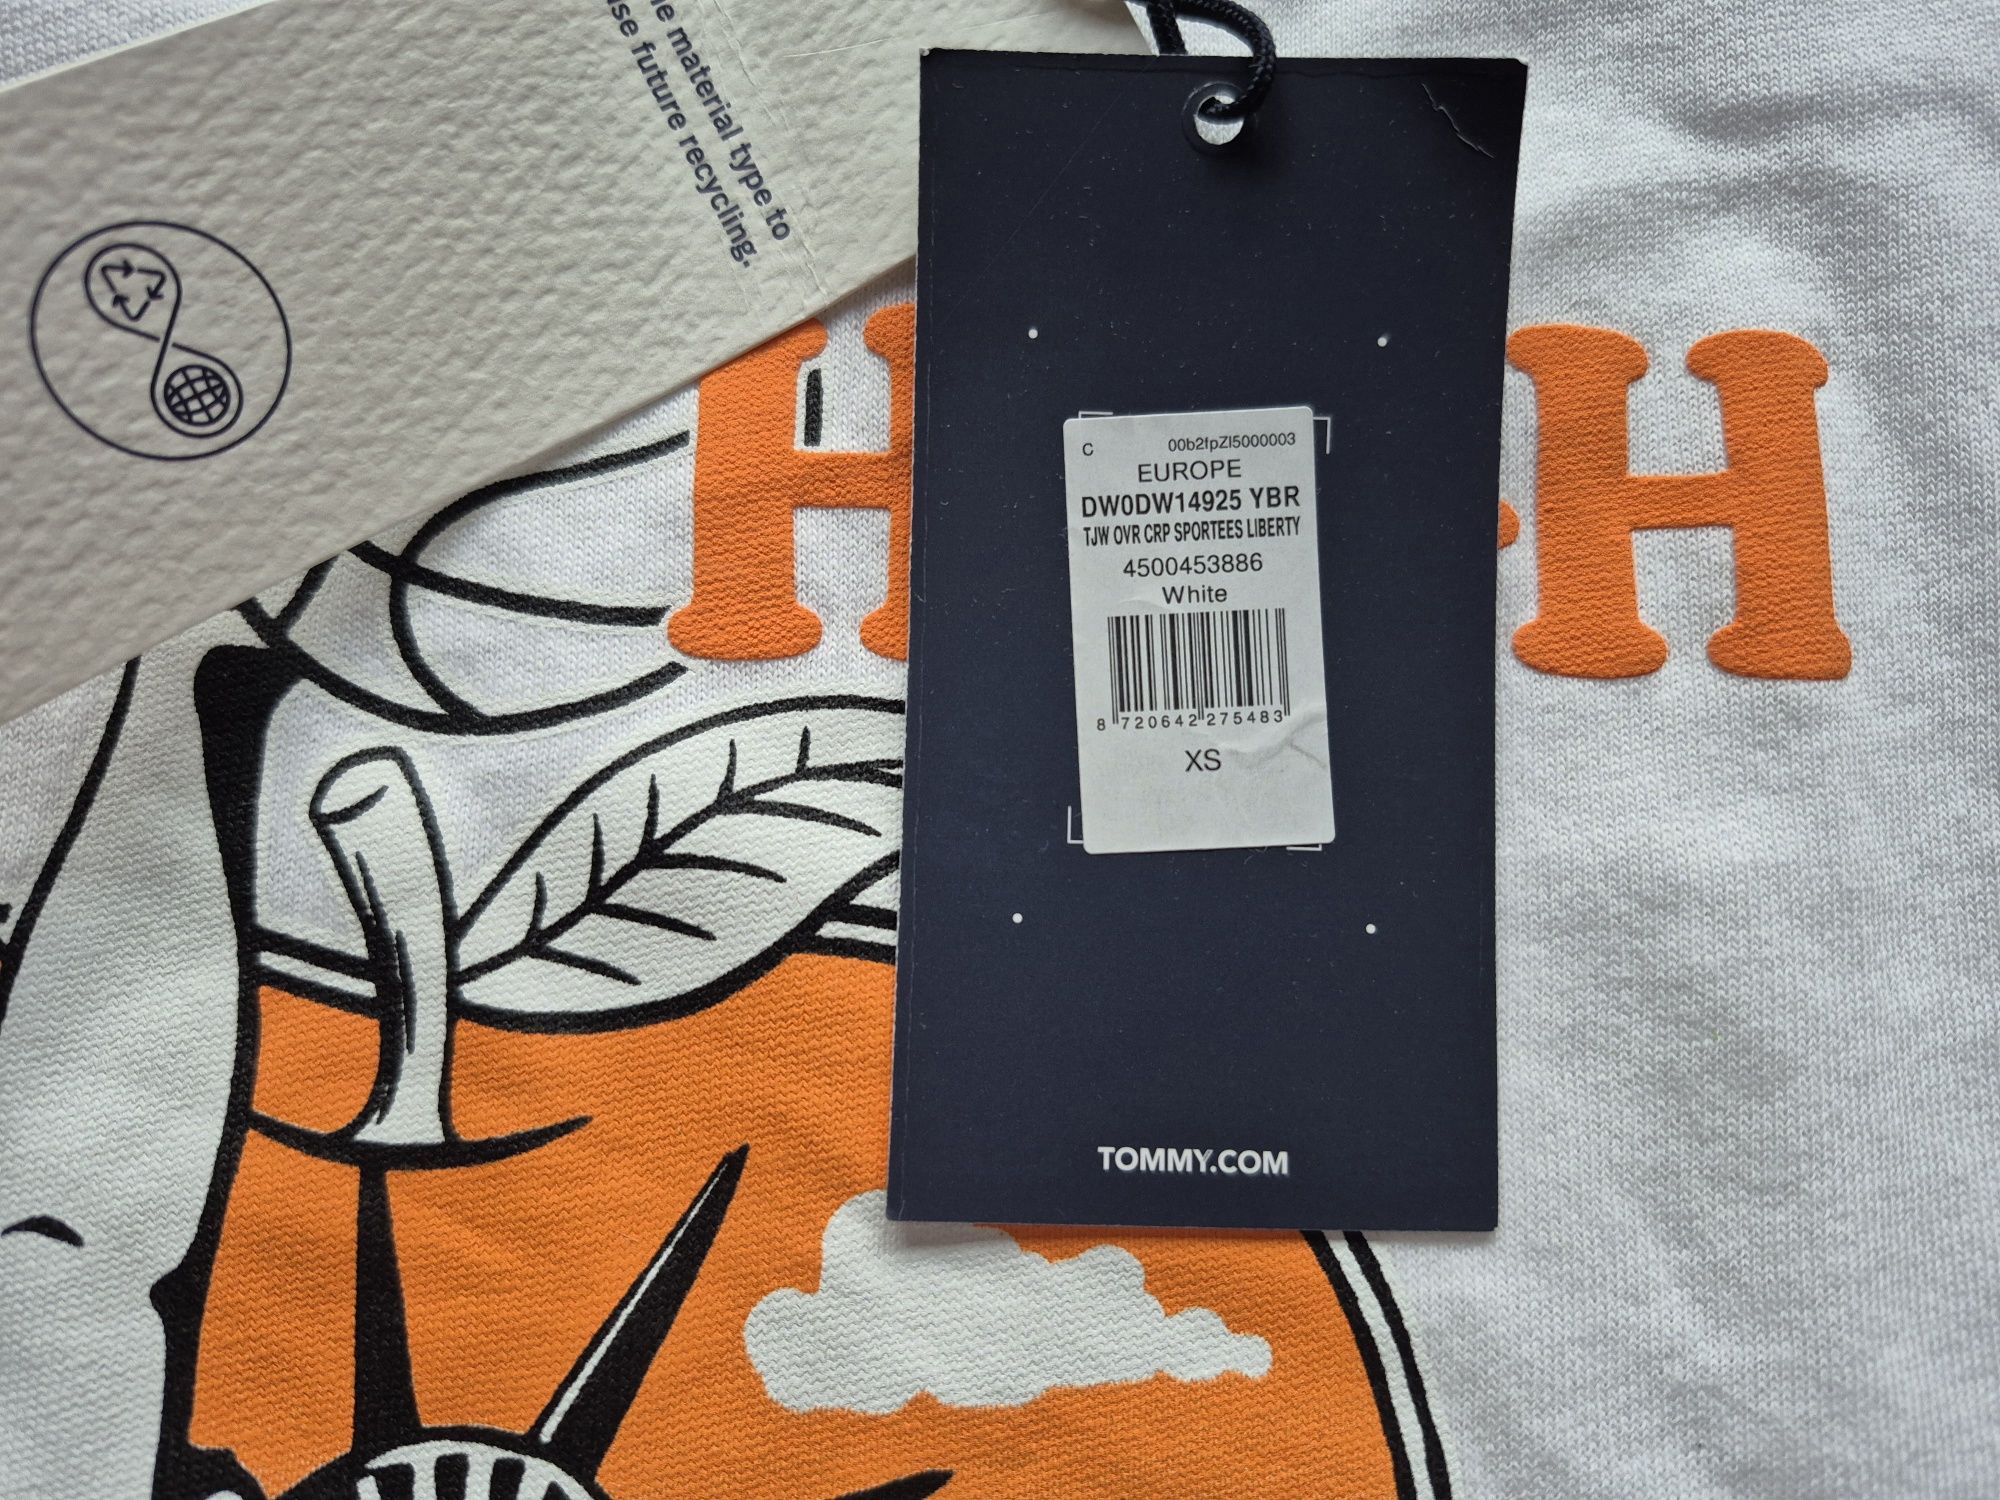 e material type to
se future recycling.
H
H
C 00b2fpZI5000003
EUROPE
DW0DW14925 YBR
TJW OVR CRP SPORTEES LIBERTY
4500453886
White
8 720642 275483
XS
TOMMY.COM